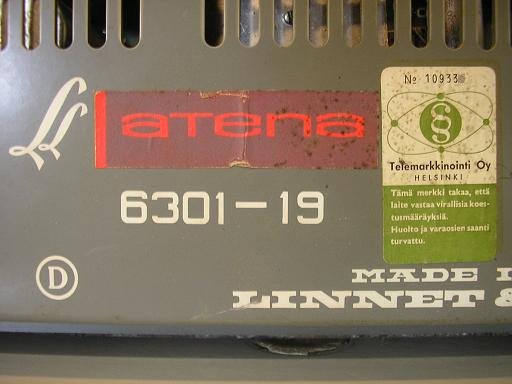 atena
6301-19
D
MADE
LINNET &
№ 10933
§
Telemarkkinointi Oy
HELSINKI
Tämä merkki takaa, että
laite vastaa virallisia koes-
tusmääräyksiä.
Huolto ja varaosien saanti
turvattu.